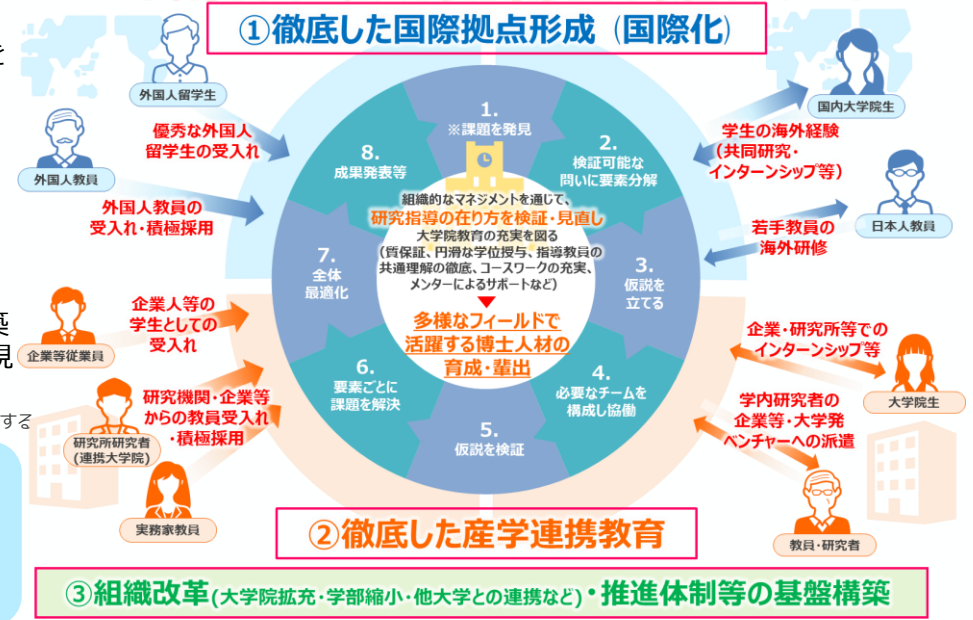 ①徹底した国際拠点形成（国際化）
と
外国人留学生
優秀な外国人
留学生の受入れ
外国人教員
外国人教員の
受入れ・積極採用
国内大学院生
学生の海外経験
（共同研究・
インターンシップ等）
日本人教員
若手教員の
海外研修
1.
※課題を発見
2.
検証可能な
問いに要素分解
3.
仮説を
立てる
4.
必要なチームを
構成し協働
5.
仮説を検証
6.
要素ごとに
課題を解決
7.
全体
最適化
8.
成果発表等
組織的なマネジメントを通じて、
研究指導の在り方を検証・見直し
大学院教育の充実を図る
（質保証、円滑な学位授与、指導教員の
共通理解の徹底、コースワークの充実、
メンターによるサポートなど）
多様なフィールドで
活躍する博士人材の
育成・輩出
築
現
する
企業等従業員
企業人等の
学生としての
受入れ
研究所研究者
(連携大学院)
研究機関・企業等
からの教員受入れ
・積極採用
実務家教員
企業・研究所等での
インターンシップ等
大学院生
学内研究者の
企業等・大学発
ベンチャーへの派遣
教員・研究者
②徹底した産学連携教育
③組織改革(大学院拡充・学部縮小・他大学との連携など)・推進体制等の基盤構築